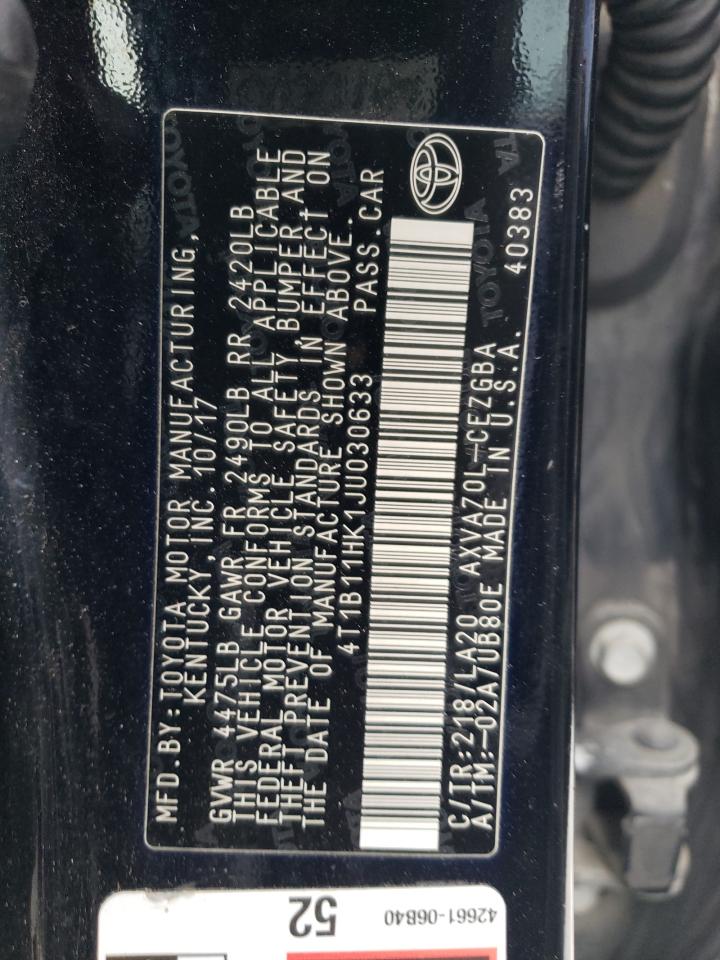 MFD.BY:TOYOTA MOTOR MANUFACTURING,
KENTUCKY, INC. 10/17
GVWR 4475LB GAWR FR 2490LB RR 2420LB
THIS VEHICLE CONFORMS TO ALL APPLICABLE
FEDERAL MOTOR VEHICLE SAFETY, BUMPER, AND
THEFT PREVENTION STANDARDS IN EFFECT ON
THE DATE OF MANUFACTURE SHOWN ABOVE.
4T1B11HK1JU030633 PASS.CAR
C/TR:218/LA20 AXVA70L-CEZGBA
A/TM:-02A/UB80E MADE IN U.S.A. 40383
52
42661-06B40